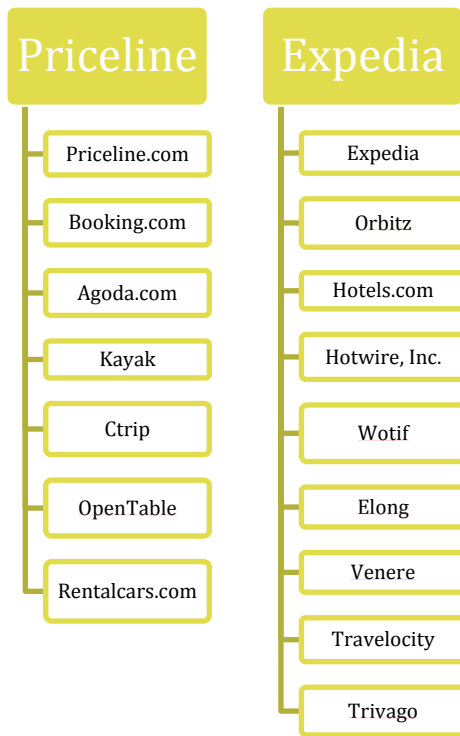 Priceline
Priceline.com
Booking.com
Agoda.com
Kayak
Ctrip
OpenTable
Rentalcars.com
Expedia
Expedia
Orbitz
Hotels.com
Hotwire, Inc.
Wotif
Elong
Venere
Travelocity
Trivago